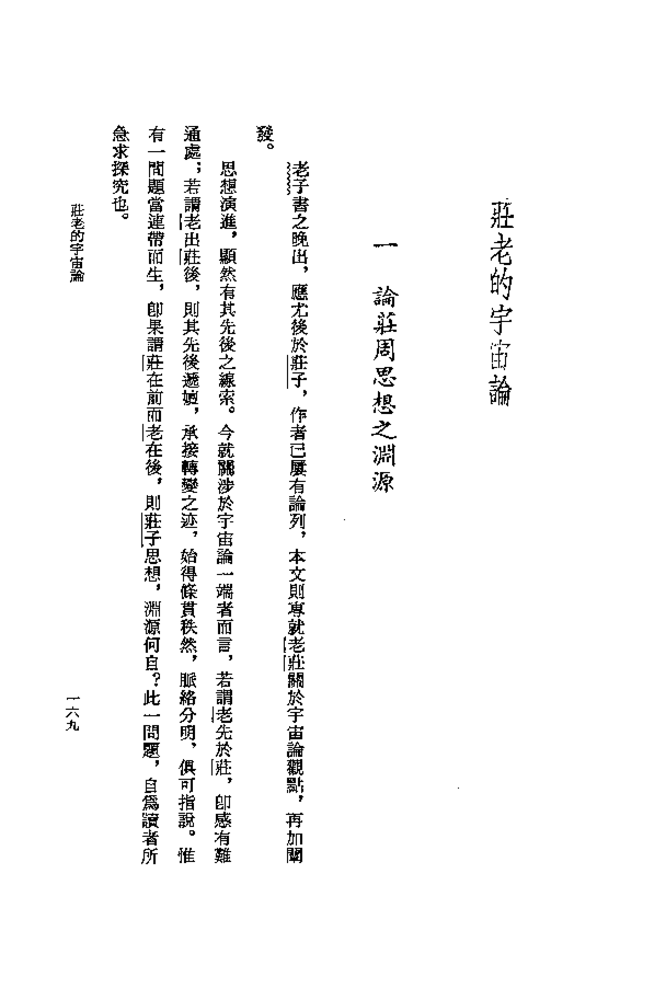 莊老的宇宙論
一　論莊周思想之淵源
老子書之晚出，應尤後於莊子，作者已屢有論列，本文則專就老莊關於宇宙論觀點，再加闡
發。
思想演進，顯然有其先後之線索。今就關涉於宇宙論一端者而言，若謂老先於莊，卽感有難
通處；若謂老出莊後，則其先後遞嬗，承接轉變之迹，始得條貫秩然，脈絡分明，俱可指說。惟
有一問題當連帶而生，卽果謂莊在前而老在後，則莊子思想，淵源何自？此一問題，自爲讀者所
急求探究也。
莊老的宇宙論
一六九